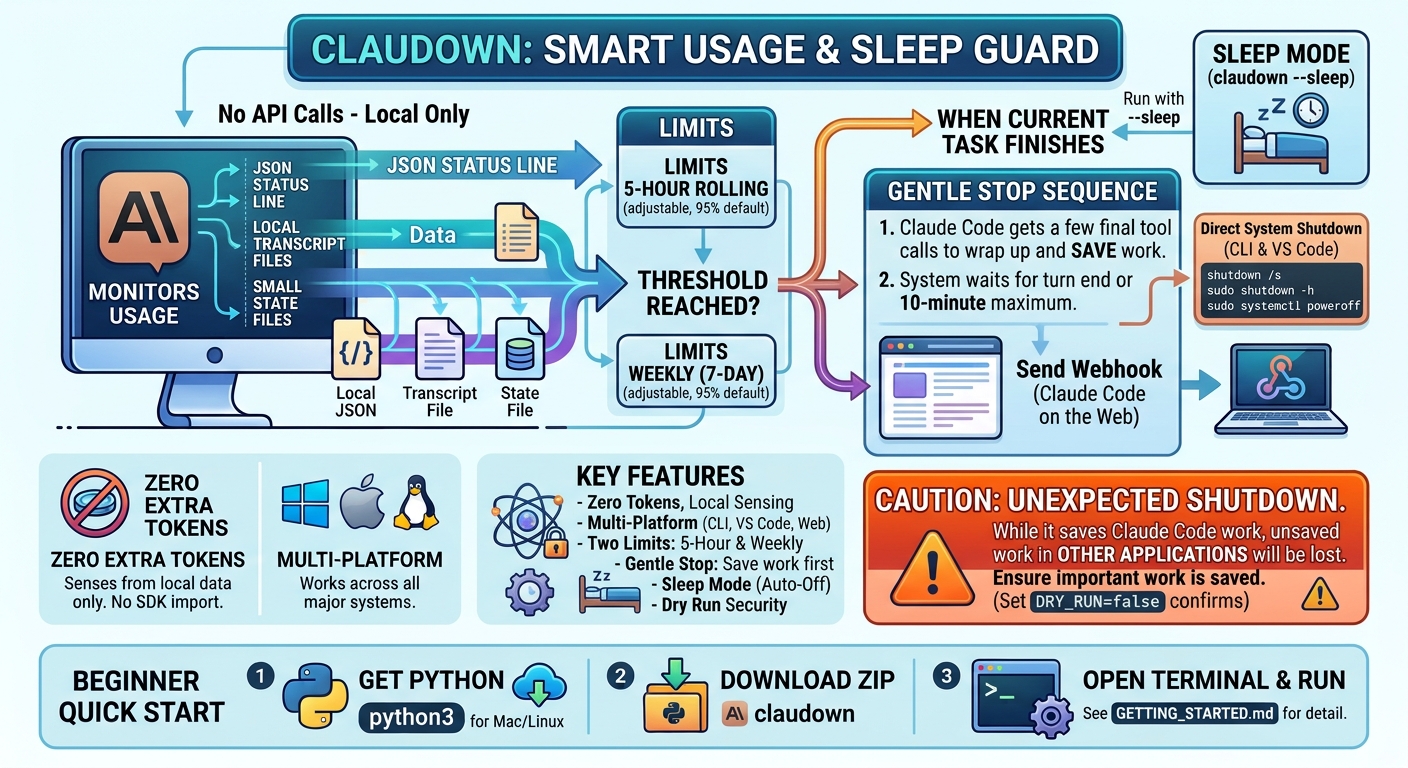 CLAUDOWN: SMART USAGE & SLEEP GUARD
No API Calls - Local Only
AI
MONITORS
USAGE
JSON
STATUS
LINE
LOCAL
TRANSCRIPT
FILES
SMALL
STATE
FILES
JSON STATUS LINE
Data
</>
Local
JSON
Transcript
File
State
File
LIMITS
LIMITS
5-HOUR ROLLING
(adjustable, 95% default)
THRESHOLD
REACHED?
LIMITS
WEEKLY (7-DAY)
(adjustable, 95% default)
WHEN CURRENT
TASK FINISHES
Run with
--sleep
SLEEP MODE
(claudown --sleep)
zZ
GENTLE STOP SEQUENCE
1. Claude Code gets a few final tool
calls to wrap up and SAVE work.
2. System waits for turn end or
10-minute maximum.
Send Webhook
(Claude Code
on the Web)
Direct System Shutdown
(CLI & VS Code)
shutdown /s
sudo shutdown -h
sudo systemctl poweroff
ZERO
EXTRA
TOKENS
ZERO EXTRA TOKENS
Senses from local data
only. No SDK import.
MULTI-PLATFORM
Works across all
major systems.
KEY FEATURES
- Zero Tokens, Local Sensing
- Multi-Platform (CLI, VS Code, Web)
- Two Limits: 5-Hour & Weekly
- Gentle Stop: Save work first
- Sleep Mode (Auto-Off)
- Dry Run Security
Zz
CAUTION: UNEXPECTED SHUTDOWN.
While it saves Claude Code work, unsaved
work in OTHER APPLICATIONS will be lost.
Ensure important work is saved.
(Set DRY_RUN=false confirms)
BEGINNER
QUICK START
1
GET PYTHON
python3 for Mac/Linux
2
DOWNLOAD ZIP
AI claudown
3
>_
OPEN TERMINAL & RUN
See GETTING_STARTED.md for detail.